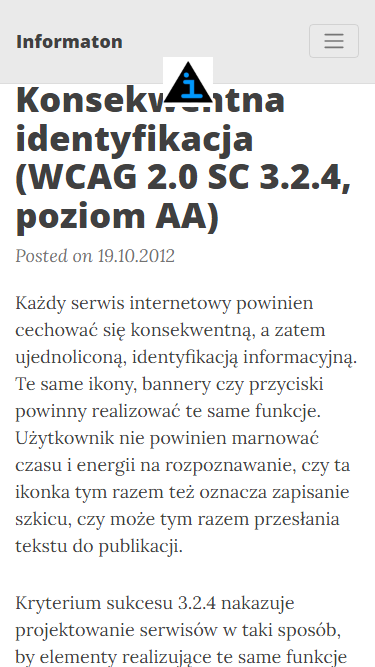 Informaton
Konsekwentna
identyfikacja
(WCAG 2.0 SC 3.2.4,
poziom AA)
Posted on 19.10.2012
Każdy serwis internetowy powinien
cechować się konsekwentną, a zatem
ujednoliconą, identyfikacją informacyjną.
Te same ikony, bannery czy przyciski
powinny realizować te same funkcje.
Użytkownik nie powinien marnować
czasu i energii na rozpoznawanie, czy ta
ikonka tym razem też oznacza zapisanie
szkicu, czy może tym razem przesłania
tekstu do publikacji.
Kryterium sukcesu 3.2.4 nakazuje
projektowanie serwisów w taki sposób,
by elementy realizujące te same funkcje